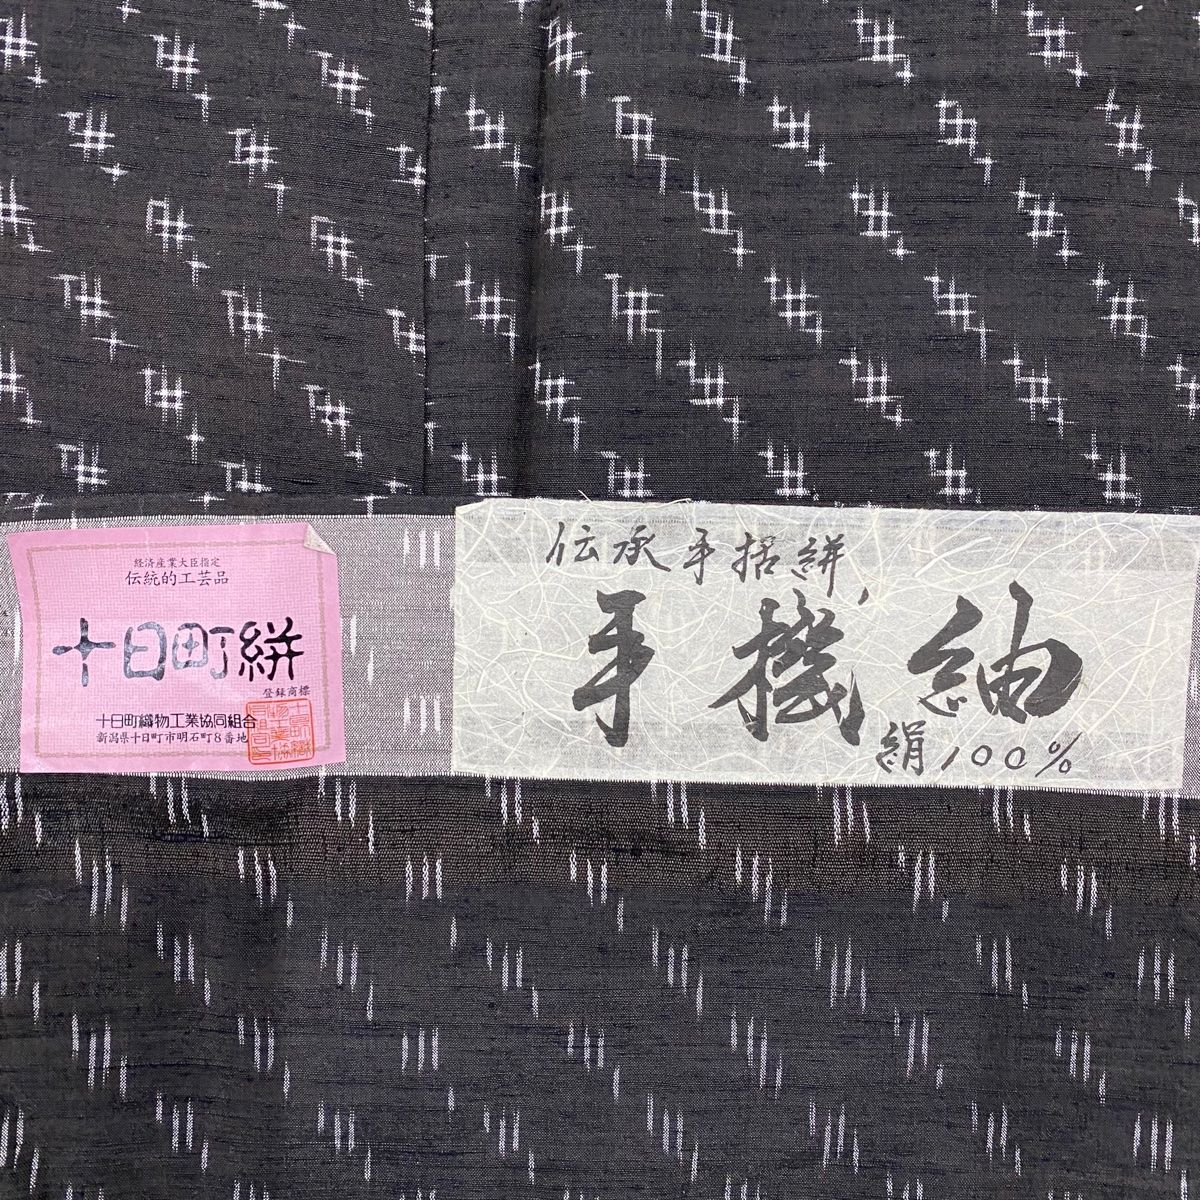 経済産業大臣指定
伝統的工芸品
十日町絣
登録商標
十日町織物工業協同組合
新潟県十日町市明石町8番地
伝承手括絣、
手機紬
絹100%